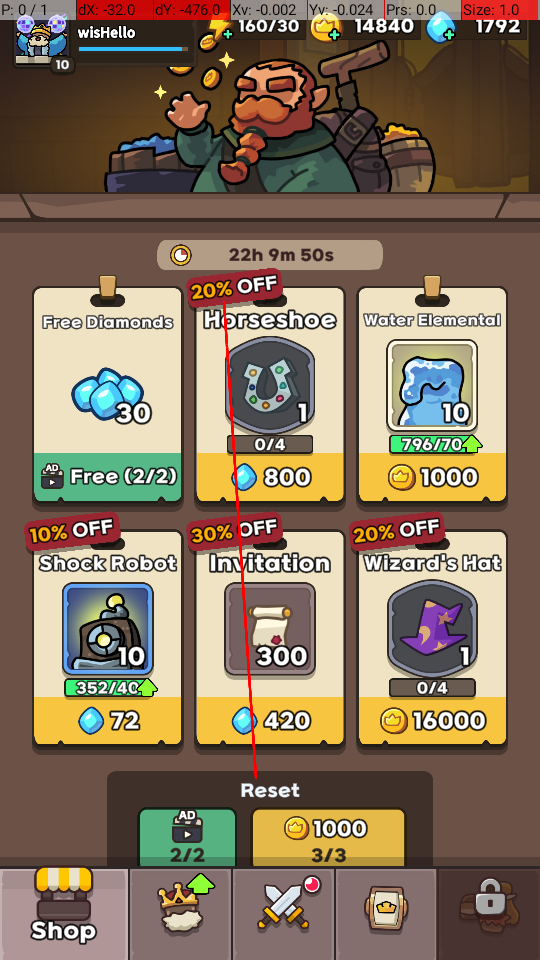 P: 0 / 1 dX: -32.0 dY: -476.0 Xv: -0.002 Yv: -0.024 Prs: 0.0 Size: 1.0
wisHello 160/30 14840 1792
10
22h 9m 50s
20% OFF
Free Diamonds Horseshoe Water Elemental
30 1 10
0/4 796/70
AD Free (2/2) 800 1000
10% OFF 30% OFF 20% OFF
Shock Robot Invitation Wizard's Hat
10 300 1
352/40 0/4
72 420 16000
Reset
AD 1000
2/2 3/3
Shop